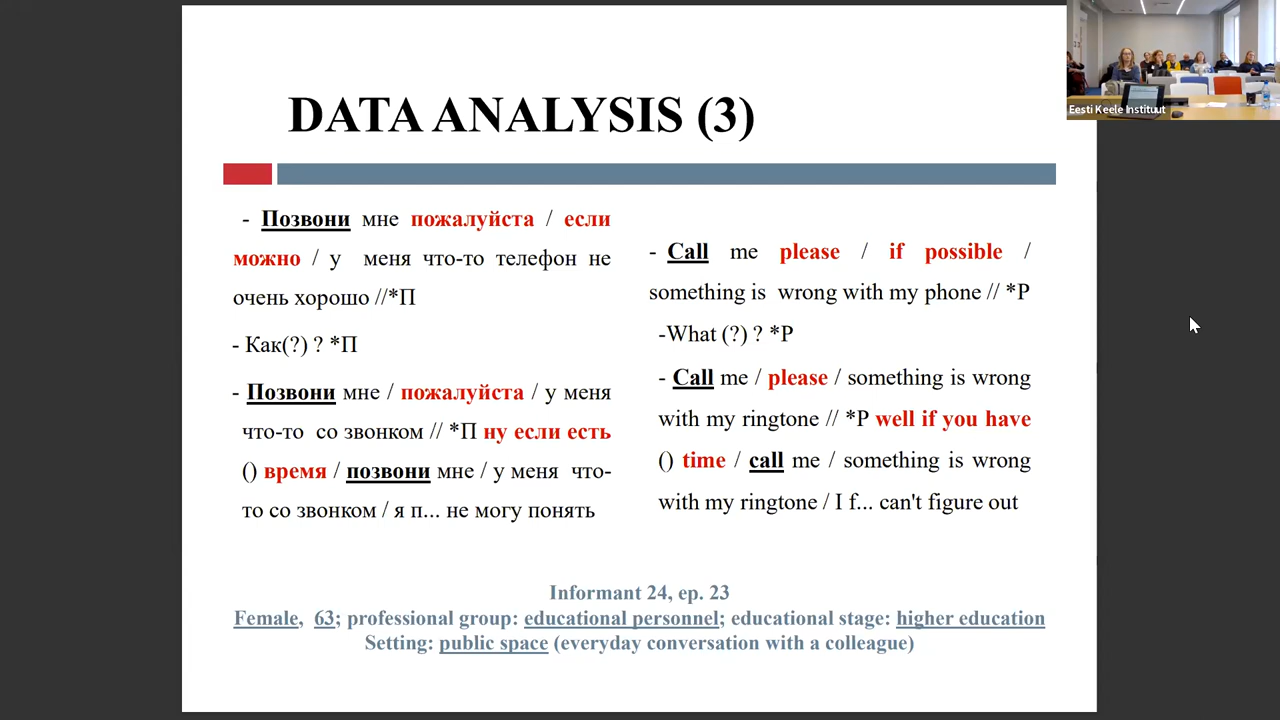 Eesti Keele Instituut
DATA ANALYSIS (3)
- Позвони мне пожалуйста / если
можно / у меня что-то телефон не
очень хорошо //*П
- Как(?) ? *П
- Позвони мне / пожалуйста / у меня
что-то со звонком // *П ну если есть
() время / позвони мне / у меня что-
то со звонком / я п... не могу понять
- Call me please / if possible /
something is wrong with my phone // *P
-What (?) ? *P
- Call me / please / something is wrong
with my ringtone // *P well if you have
() time / call me / something is wrong
with my ringtone / I f... can't figure out
Informant 24, ep. 23
Female, 63; professional group: educational personnel; educational stage: higher education
Setting: public space (everyday conversation with a colleague)